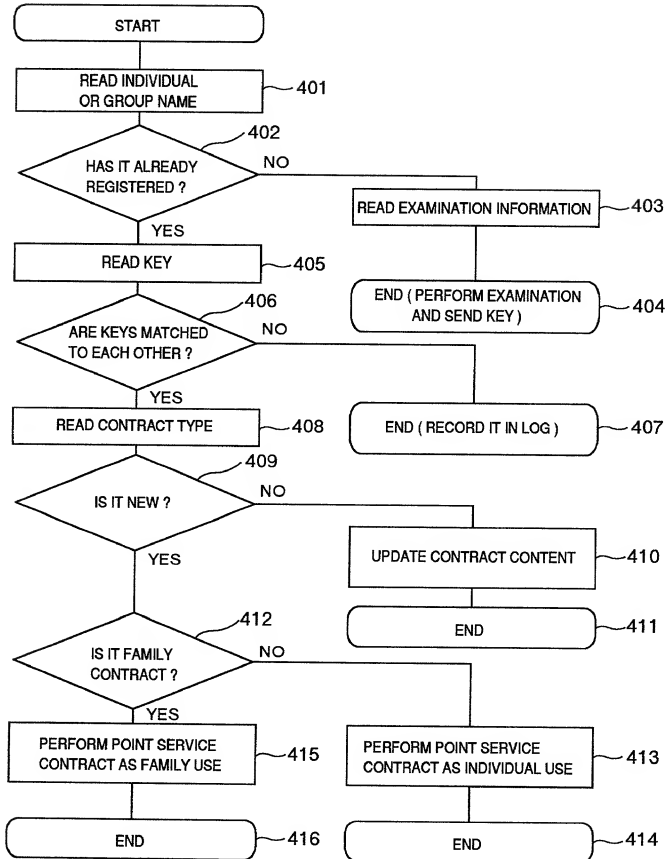 START
READ INDIVIDUAL
OR GROUP NAME
401
402
HAS IT ALREADY
REGISTERED ?
NO
YES
READ EXAMINATION INFORMATION
403
READ KEY
405
END ( PERFORM EXAMINATION
AND SEND KEY )
404
406
ARE KEYS MATCHED
TO EACH OTHER ?
NO
YES
READ CONTRACT TYPE
408
END ( RECORD IT IN LOG )
407
409
IS IT NEW ?
NO
YES
UPDATE CONTRACT CONTENT
410
END
411
412
IS IT FAMILY
CONTRACT ?
NO
YES
PERFORM POINT SERVICE
CONTRACT AS FAMILY USE
415
PERFORM POINT SERVICE
CONTRACT AS INDIVIDUAL USE
413
END
416
END
414